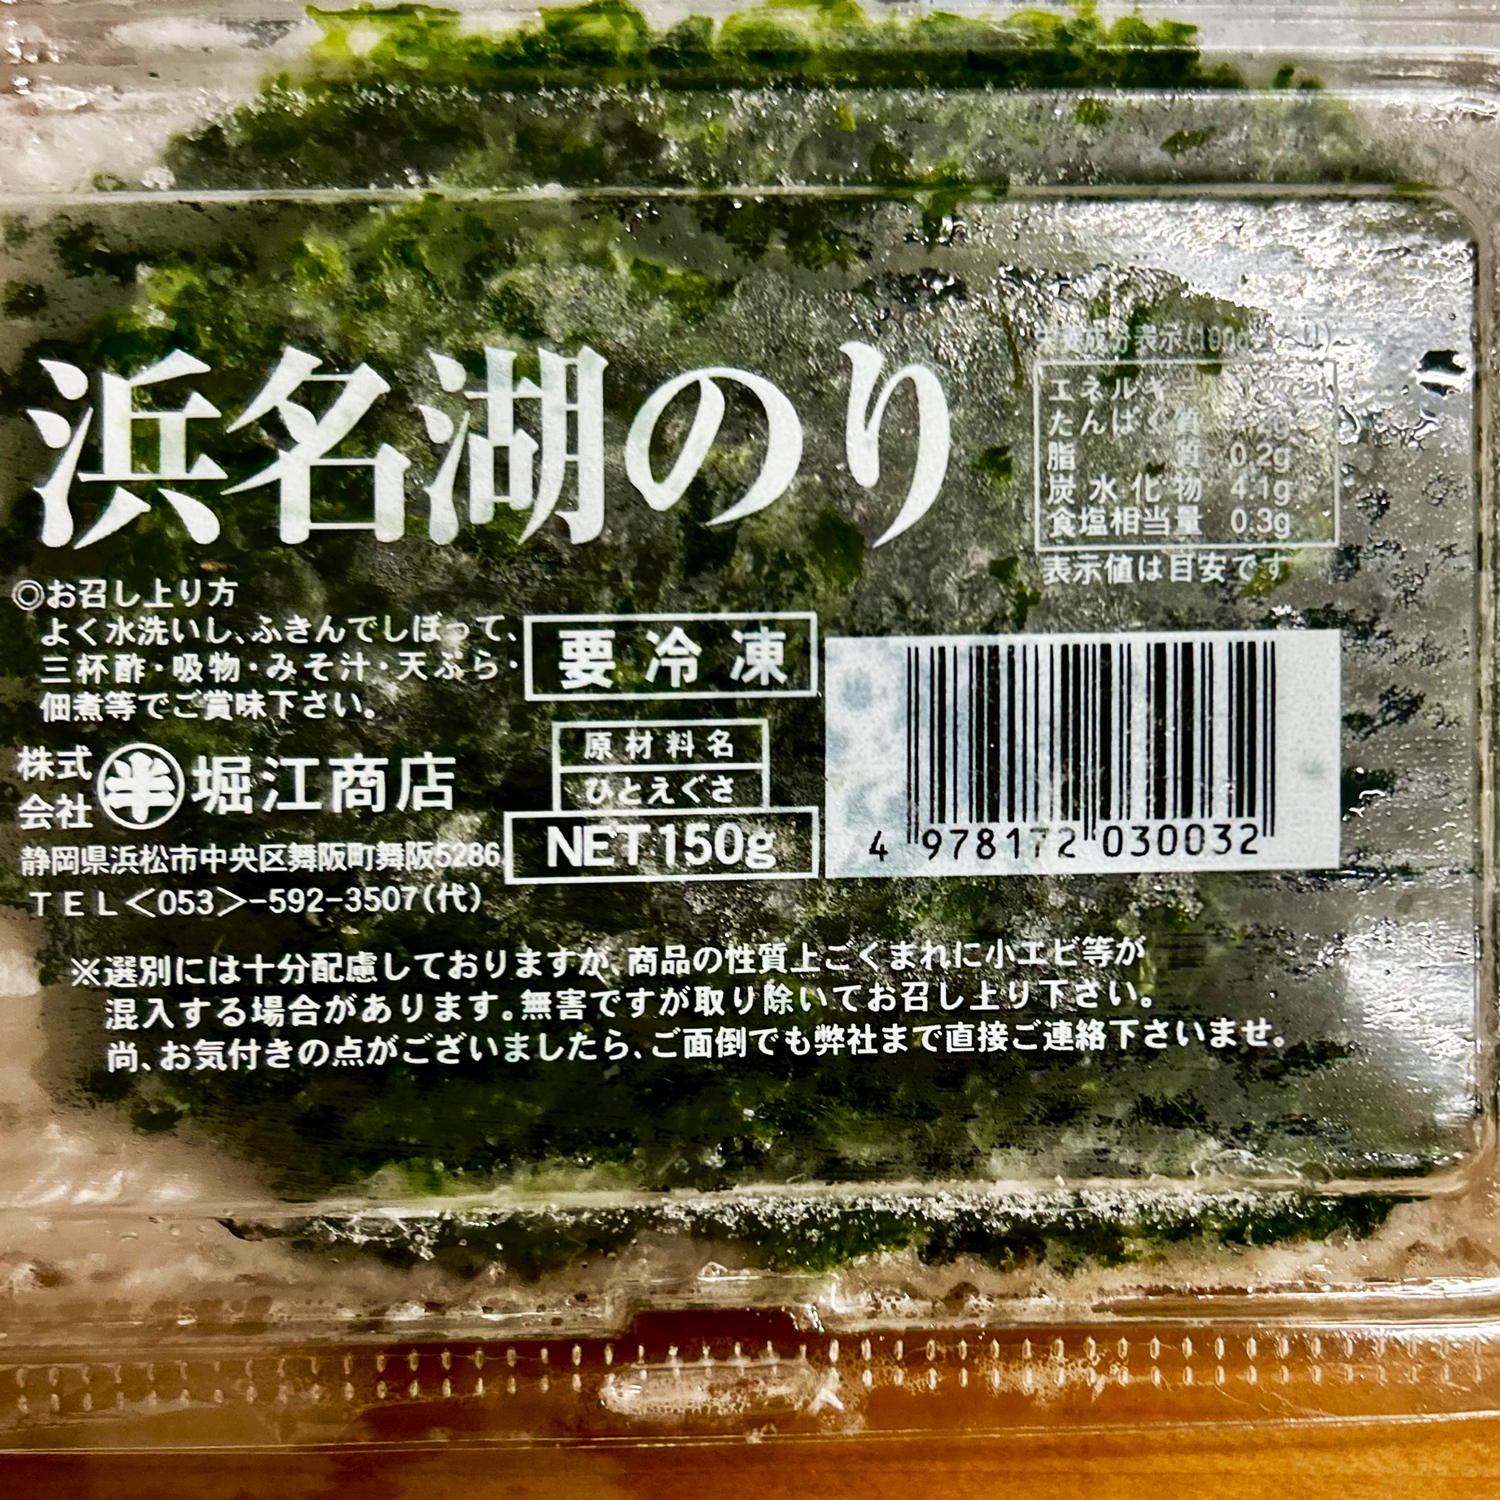 浜名湖のり
栄養成分表示
エネルギー
たんぱく質
脂質 0.2g
炭水化物 4.1g
食塩相当量 0.3g
表示値は目安です
◎お召し上り方
よく水洗いし、ふきんでしぼって、
三杯酢・吸物・みそ汁・天ぷら・
佃煮等でご賞味下さい。
要冷凍
原材料名
ひとえぐさ
NET150g
株式会社 半 堀江商店
静岡県浜松市中央区舞阪町舞阪5286
TEL<053>-592-3507(代)
4 978172 030032
※選別には十分配慮しておりますが、商品の性質上ごくまれに小エビ等が
混入する場合があります。無害ですが取り除いてお召し上り下さい。
尚、お気付きの点がございましたら、ご面倒でも弊社まで直接ご連絡下さいませ。